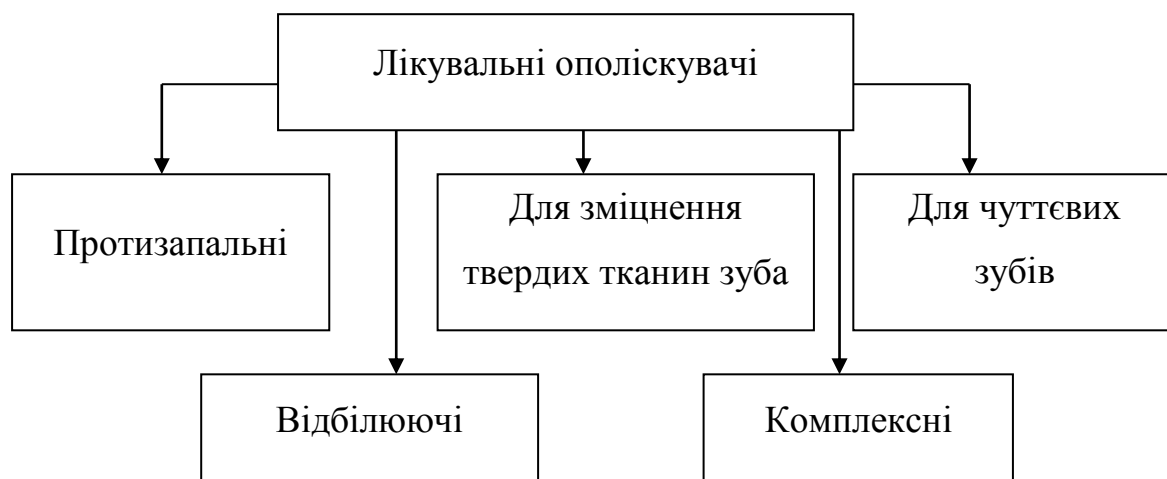 Лікувальні ополіскувачі
Протизапальні
Для зміцнення
твердих тканин зуба
Для чуттєвих
зубів
Відбілюючі
Комплексні